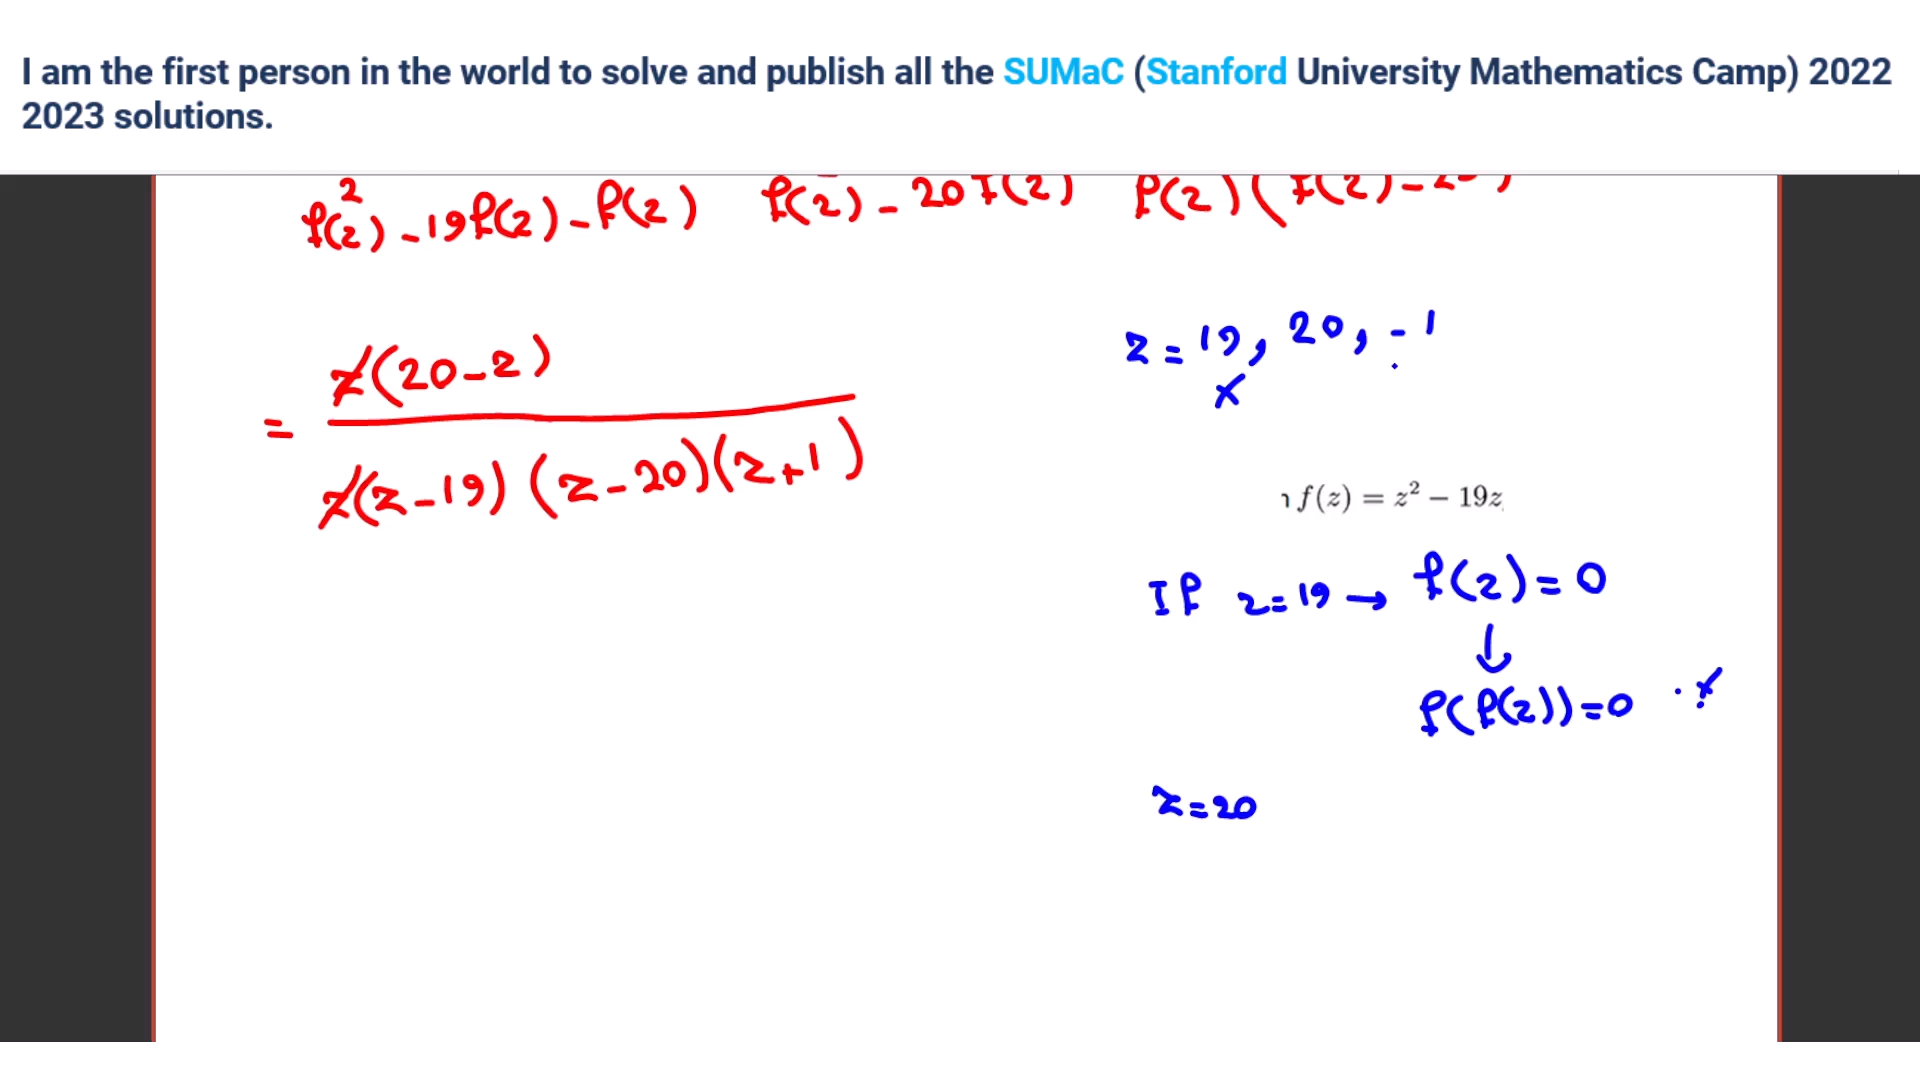 I am the first person in the world to solve and publish all the SUMaC (Stanford University Mathematics Camp) 2022
2023 solutions.
f(z)² - 19f(z) - f(z) f(z) - 20f(z) f(z)(f(z) -
= z(20-z) / z(z-19)(z-20)(z+1)
z = 19, 20, -1
x
f(z) = z² − 19z
If z=19 → f(z)=0
↓
f(f(z))=0 x
z=20